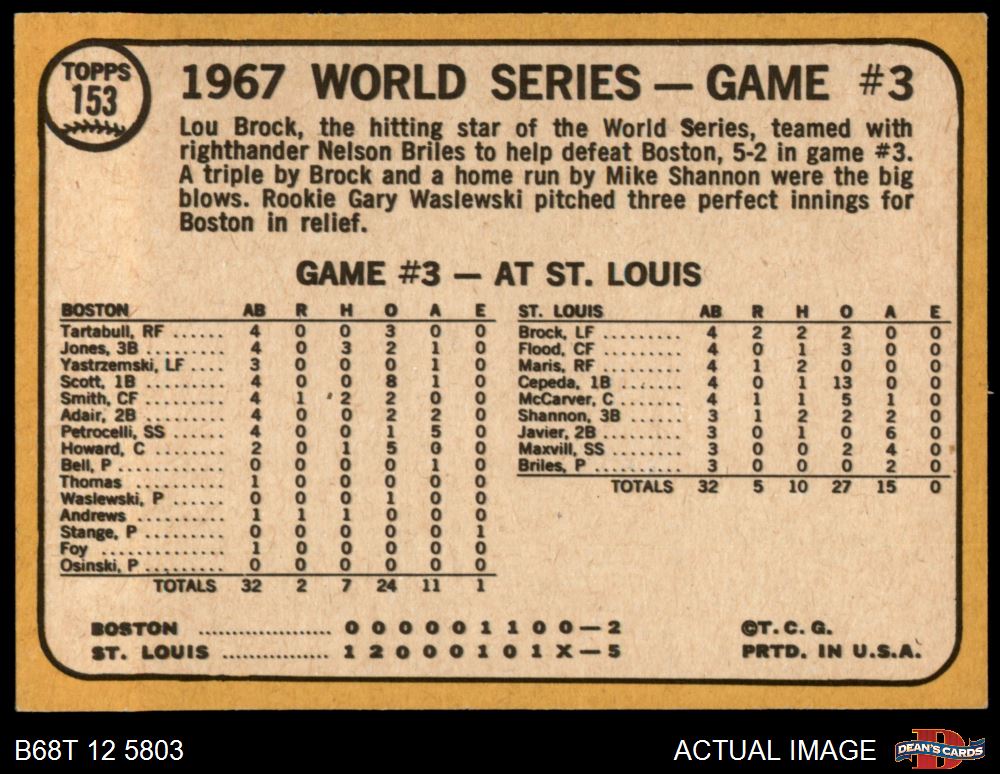 TOPPS
153
1967 WORLD SERIES — GAME #3
Lou Brock, the hitting star of the World Series, teamed with
righthander Nelson Briles to help defeat Boston, 5-2 in game #3.
A triple by Brock and a home run by Mike Shannon were the big
blows. Rookie Gary Waslewski pitched three perfect innings for
Boston in relief.
GAME #3 — AT ST. LOUIS
BOSTON AB R H O A E
Tartabull, RF ...... 4 0 0 3 0 0
Jones, 3B ......... 4 0 3 2 1 0
Yastrzemski, LF .... 3 0 0 0 1 0
Scott, 1B ......... 4 0 0 8 1 0
Smith, CF ......... 4 1 2 2 0 0
Adair, 2B ......... 4 0 0 2 2 0
Petrocelli, SS ...... 4 0 0 1 5 0
Howard, C ........ 2 0 1 5 0 0
Bell, P ........... 0 0 0 0 1 0
Thomas .......... 1 0 0 0 0 0
Waslewski, P ...... 0 0 0 1 0 0
Andrews ......... 1 1 1 0 0 0
Stange, P ......... 0 0 0 0 0 1
Foy ............. 1 0 0 0 0 0
Osinski, P ......... 0 0 0 0 0 0
TOTALS 32 2 7 24 11 1
ST. LOUIS AB R H O A E
Brock, LF ......... 4 2 2 2 0 0
Flood, CF ......... 4 0 1 3 0 0
Maris, RF ......... 4 1 2 0 0 0
Cepeda, 1B ....... 4 0 1 13 0 0
McCarver, C ....... 4 1 1 5 1 0
Shannon, 3B ...... 3 1 2 2 2 0
Javier, 2B ......... 3 0 1 0 6 0
Maxvill, SS ........ 3 0 0 2 4 0
Briles, P .......... 3 0 0 0 2 0
TOTALS 32 5 10 27 15 0
BOSTON .................... 0 0 0 0 0 1 1 0 0 — 2
ST. LOUIS ................ 1 2 0 0 0 1 0 1 X — 5
©T. C. G.
PRTD. IN U.S.A.
B68T 12 5803
ACTUAL IMAGE
DEAN'S CARDS